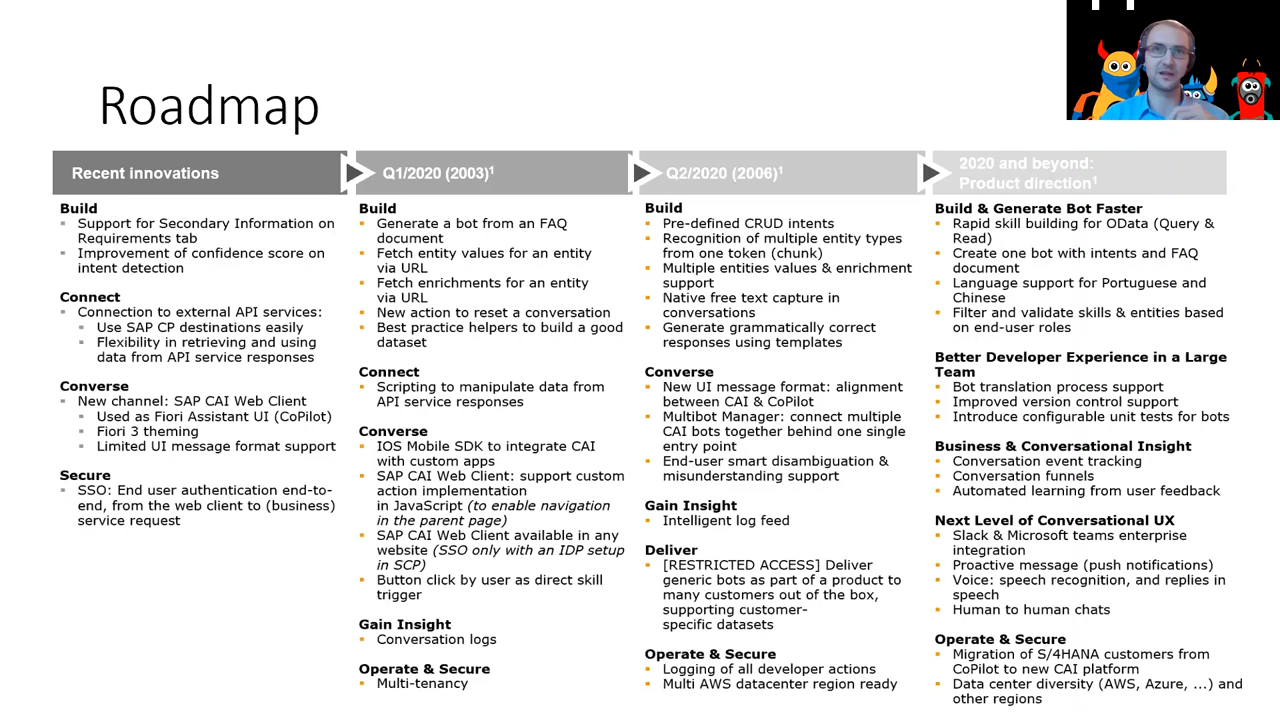 Roadmap
Recent innovations
Build
Support for Secondary Information on
Requirements tab
Improvement of confidence score on
intent detection
Connect
Connection to external API services:
Use SAP CP destinations easily
Flexibility in retrieving and using
data from API service responses
Converse
New channel: SAP CAI Web Client
Used as Fiori Assistant UI (CoPilot)
Fiori 3 theming
Limited UI message format support
Secure
SSO: End user authentication end-to-
end, from the web client to (business)
service request
Q1/2020 (2003)¹
Build
Generate a bot from an FAQ
document
Fetch entity values for an entity
via URL
Fetch enrichments for an entity
via URL
New action to reset a conversation
Best practice helpers to build a good
dataset
Connect
Scripting to manipulate data from
API service responses
Converse
IOS Mobile SDK to integrate CAI
with custom apps
SAP CAI Web Client: support custom
action implementation
in JavaScript (to enable navigation
in the parent page)
SAP CAI Web Client available in any
website (SSO only with an IDP setup
in SCP)
Button click by user as direct skill
trigger
Gain Insight
Conversation logs
Operate & Secure
Multi-tenancy
Q2/2020 (2006)¹
Build
Pre-defined CRUD intents
Recognition of multiple entity types
from one token (chunk)
Multiple entities values & enrichment
support
Native free text capture in
conversations
Generate grammatically correct
responses using templates
Converse
New UI message format: alignment
between CAI & CoPilot
Multibot Manager: connect multiple
CAI bots together behind one single
entry point
End-user smart disambiguation &
misunderstanding support
Gain Insight
Intelligent log feed
Deliver
[RESTRICTED ACCESS] Deliver
generic bots as part of a product to
many customers out of the box,
supporting customer-
specific datasets
Operate & Secure
Logging of all developer actions
Multi AWS datacenter region ready
2020 and beyond:
Product direction¹
Build & Generate Bot Faster
Rapid skill building for OData (Query &
Read)
Create one bot with intents and FAQ
document
Language support for Portuguese and
Chinese
Filter and validate skills & entities based
on end-user roles
Better Developer Experience in a Large
Team
Bot translation process support
Improved version control support
Introduce configurable unit tests for bots
Business & Conversational Insight
Conversation event tracking
Conversation funnels
Automated learning from user feedback
Next Level of Conversational UX
Slack & Microsoft teams enterprise
integration
Proactive message (push notifications)
Voice: speech recognition, and replies in
speech
Human to human chats
Operate & Secure
Migration of S/4HANA customers from
CoPilot to new CAI platform
Data center diversity (AWS, Azure, ...) and
other regions